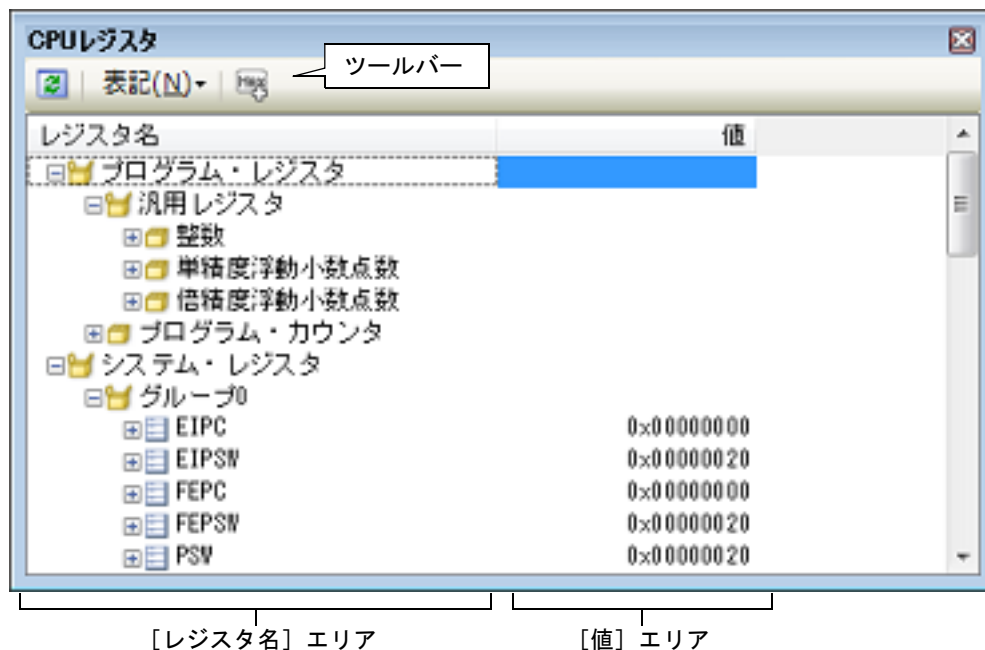 CPUレジスタ
ツールバー
表記(N) Hex
レジスタ名 値
プログラム・レジスタ
汎用レジスタ
整数
単精度浮動小数点数
倍精度浮動小数点数
プログラム・カウンタ
システム・レジスタ
グループ0
EIPC 0x00000000
EIPSW 0x00000020
FEPC 0x00000000
FEPSW 0x00000020
PSW 0x00000020
［レジスタ名］エリア ［値］エリア